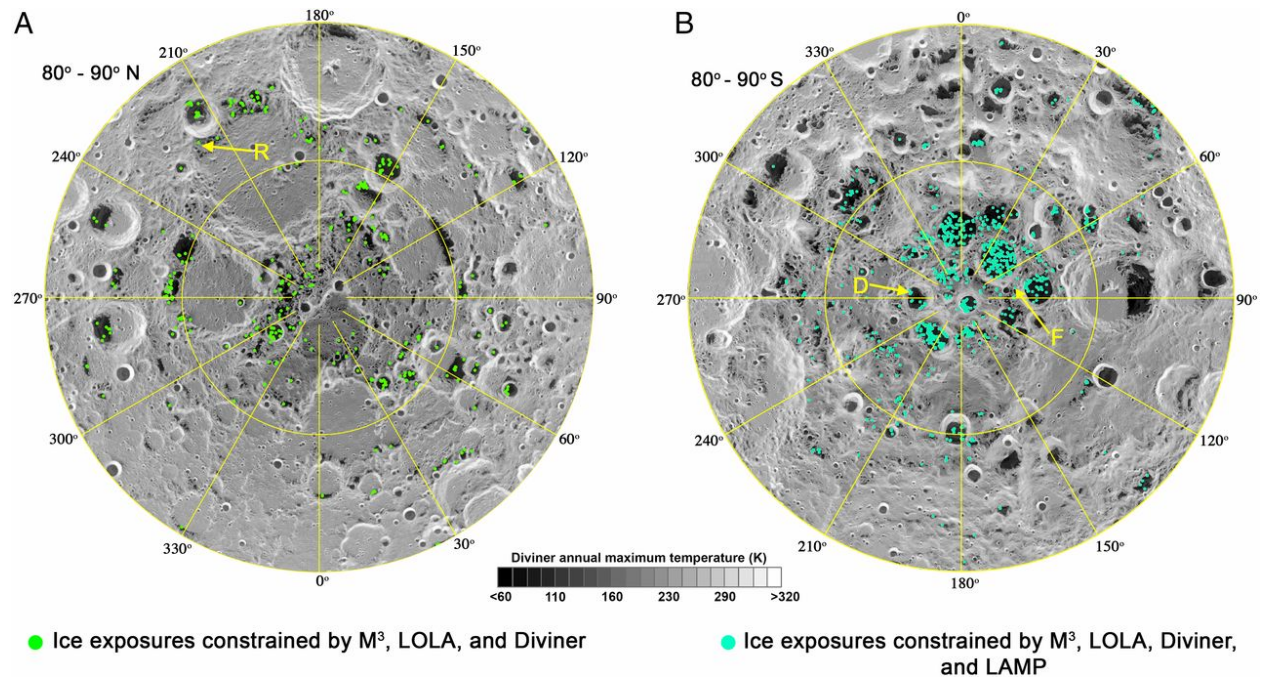 A
80° - 90° N
180°
150°
120°
90°
60°
30°
0°
330°
300°
270°
240°
210°
R
B
80° - 90° S
0°
30°
60°
90°
120°
150°
180°
210°
240°
270°
300°
330°
D
F
Diviner annual maximum temperature (K)
<60 110 160 230 290 >320
Ice exposures constrained by M³, LOLA, and Diviner
Ice exposures constrained by M³, LOLA, Diviner,
and LAMP